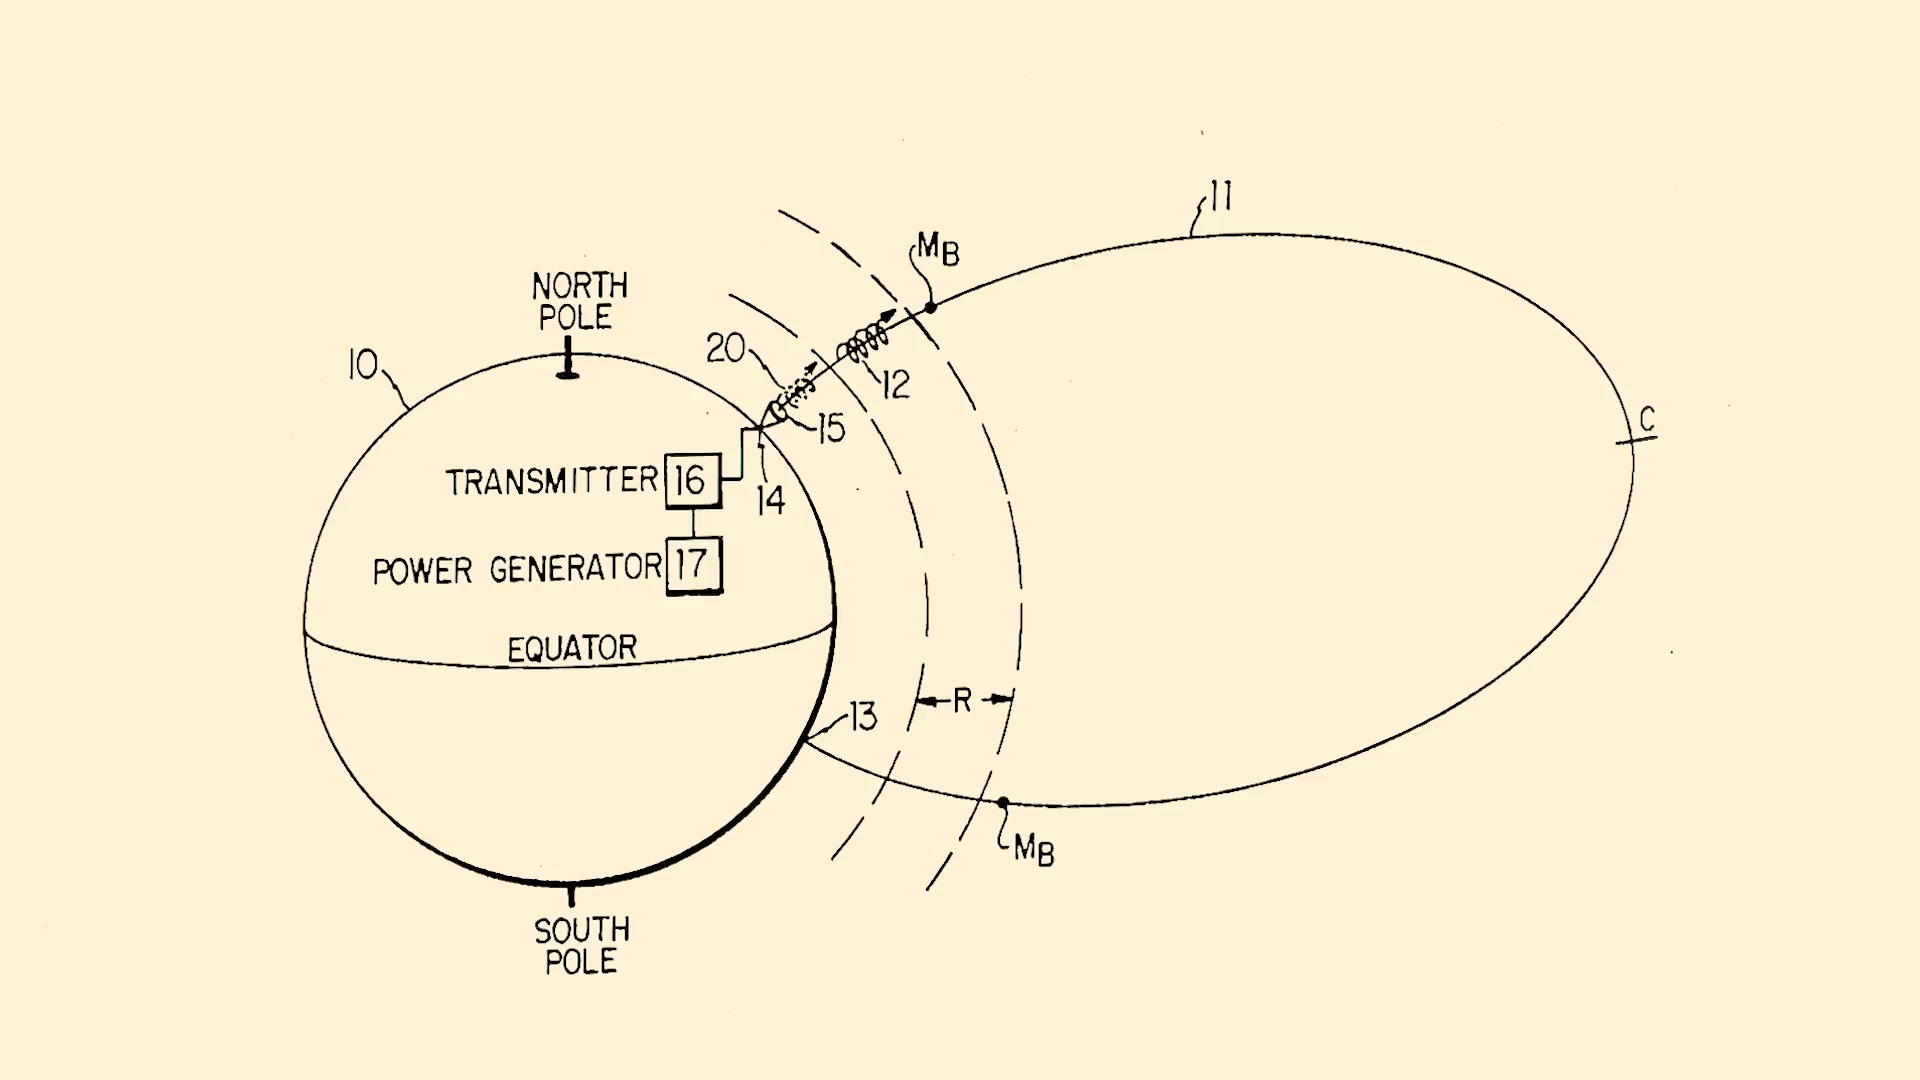 11
MB
NORTH
POLE
10
20
12
15
C
TRANSMITTER 16
14
POWER GENERATOR 17
EQUATOR
R
13
MB
SOUTH
POLE